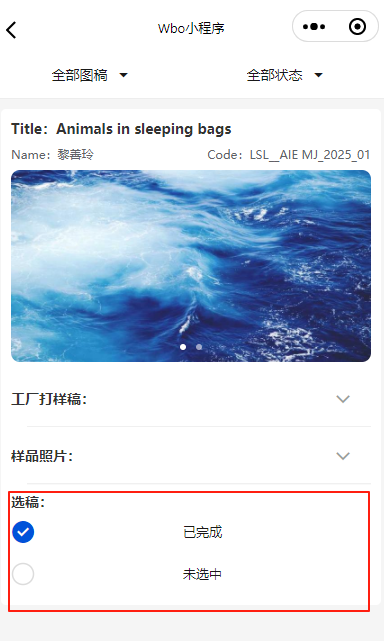 Wbo小程序
全部图稿 全部状态
Title：Animals in sleeping bags
Name：黎善玲 Code：LSL__AIE MJ_2025_01
工厂打样稿：
样品照片：
选稿：
已完成
未选中